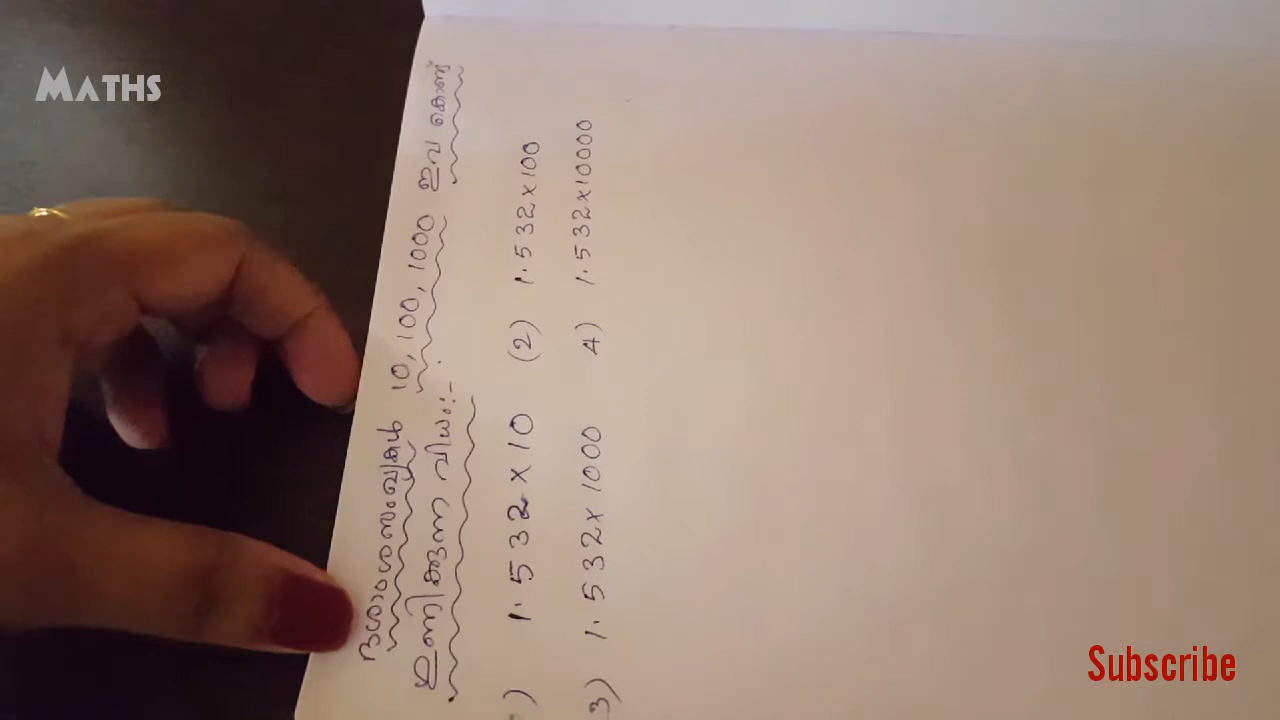 MATHS
ദശാംശസംഖ്യകൾ 10, 100, 1000 ഇവ കൊണ്ട്
ഗുണിക്കുന്ന വിധം:-
) 1.532 x 10 (2) 1.532 x 100
3) 1.532 x 1000 4) 1.532 x 10000
Subscribe